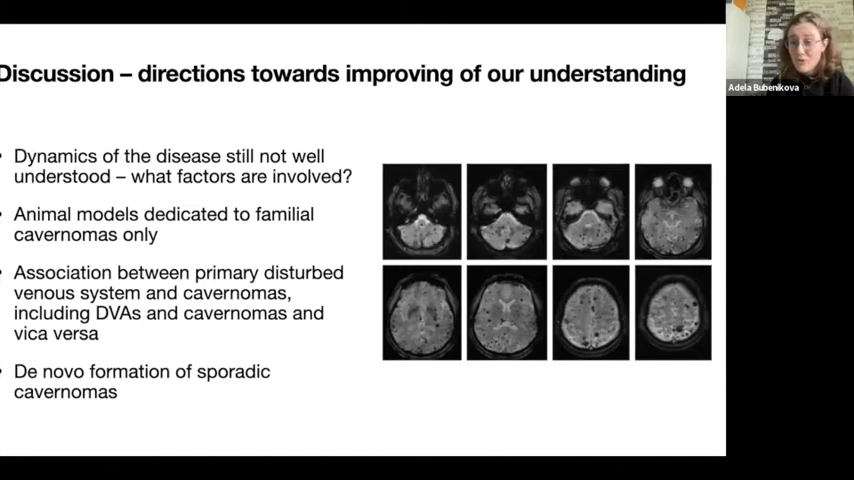 Discussion – directions towards improving of our understanding
Adela Bubenikova
Dynamics of the disease still not well
understood – what factors are involved?
Animal models dedicated to familial
cavernomas only
Association between primary disturbed
venous system and cavernomas,
including DVAs and cavernomas and
vica versa
De novo formation of sporadic
cavernomas